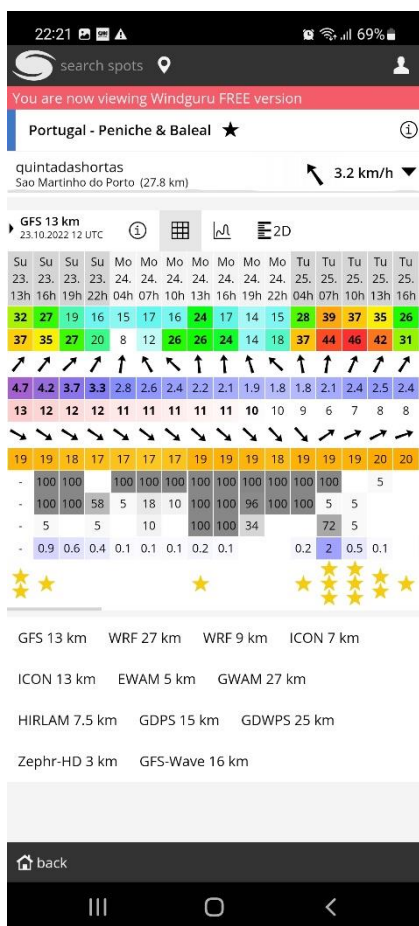 22:21 69%
search spots
You are now viewing Windguru FREE version
Portugal - Peniche & Baleal ★
quintadashortas
Sao Martinho do Porto (27.8 km)
3.2 km/h
GFS 13 km
23.10.2022 12 UTC
2D
Su Su Su Su Mo Mo Mo Mo Mo Mo Mo Tu Tu Tu Tu Tu
23. 23. 23. 23. 24. 24. 24. 24. 24. 24. 24. 25. 25. 25. 25. 25.
13h 16h 19h 22h 04h 07h 10h 13h 16h 19h 22h 04h 07h 10h 13h 16h
32 27 19 16 15 17 16 24 17 14 15 28 39 37 35 26
37 35 27 20 8 12 26 26 24 14 18 37 44 46 42 31
4.7 4.2 3.7 3.3 2.8 2.6 2.4 2.2 2.1 1.9 1.8 1.8 2.1 2.4 2.5 2.4
13 12 12 12 11 11 11 11 11 10 10 9 6 7 8 8
19 19 18 17 17 17 17 19 19 19 18 19 19 19 20 20
- 100 100 100 100 100 100 100 100 100 100 100 5
- 100 100 58 5 18 10 100 100 96 100 100 5 5
- 5 5 10 100 100 34 72 5
- 0.9 0.6 0.4 0.1 0.1 0.1 0.2 0.1 0.2 2 0.5 0.1
GFS 13 km WRF 27 km WRF 9 km ICON 7 km
ICON 13 km EWAM 5 km GWAM 27 km
HIRLAM 7.5 km GDPS 15 km GDWPS 25 km
Zephr-HD 3 km GFS-Wave 16 km
back